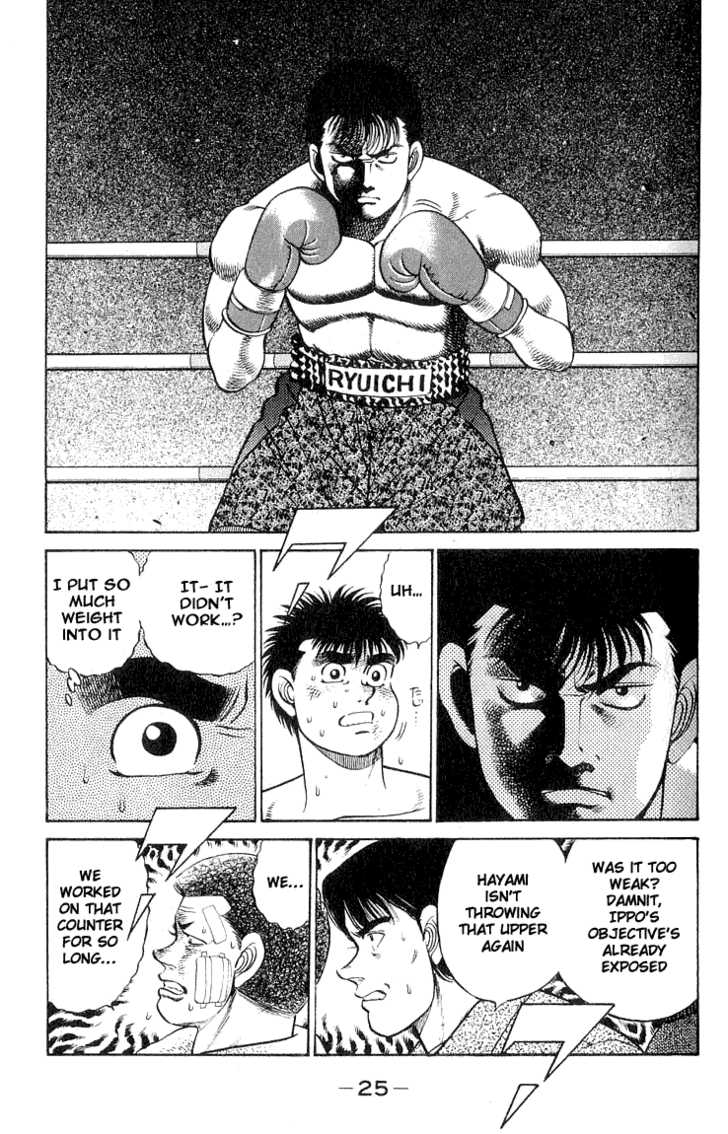 RYUICHI
UH...
IT- IT
DIDN'T
WORK...?
I PUT SO
MUCH
WEIGHT
INTO IT
WAS IT TOO
WEAK?
DAMNIT,
IPPO'S
OBJECTIVE'S
ALREADY
EXPOSED
HAYAMI
ISN'T
THROWING
THAT UPPER
AGAIN
WE...
WE
WORKED
ON THAT
COUNTER
FOR SO
LONG...
-25-